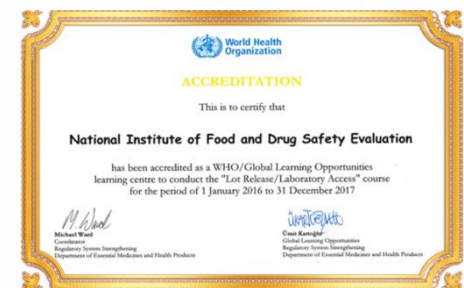 World Health
Organization
ACCREDITATION
This is to certify that
National Institute of Food and Drug Safety Evaluation
has been accredited as a WHO/Global Learning Opportunities
learning centre to conduct the "Lot Release/Laboratory Access" course
for the period of 1 January 2016 to 31 December 2017
M. Ward
Michael Ward
Coordinator
Regulatory System Strengthening
Department of Essential Medicines and Health Products
Ümit Kartoğlu
Global Learning Opportunities
Regulatory System Strengthening
Department of Essential Medicines and Health Products